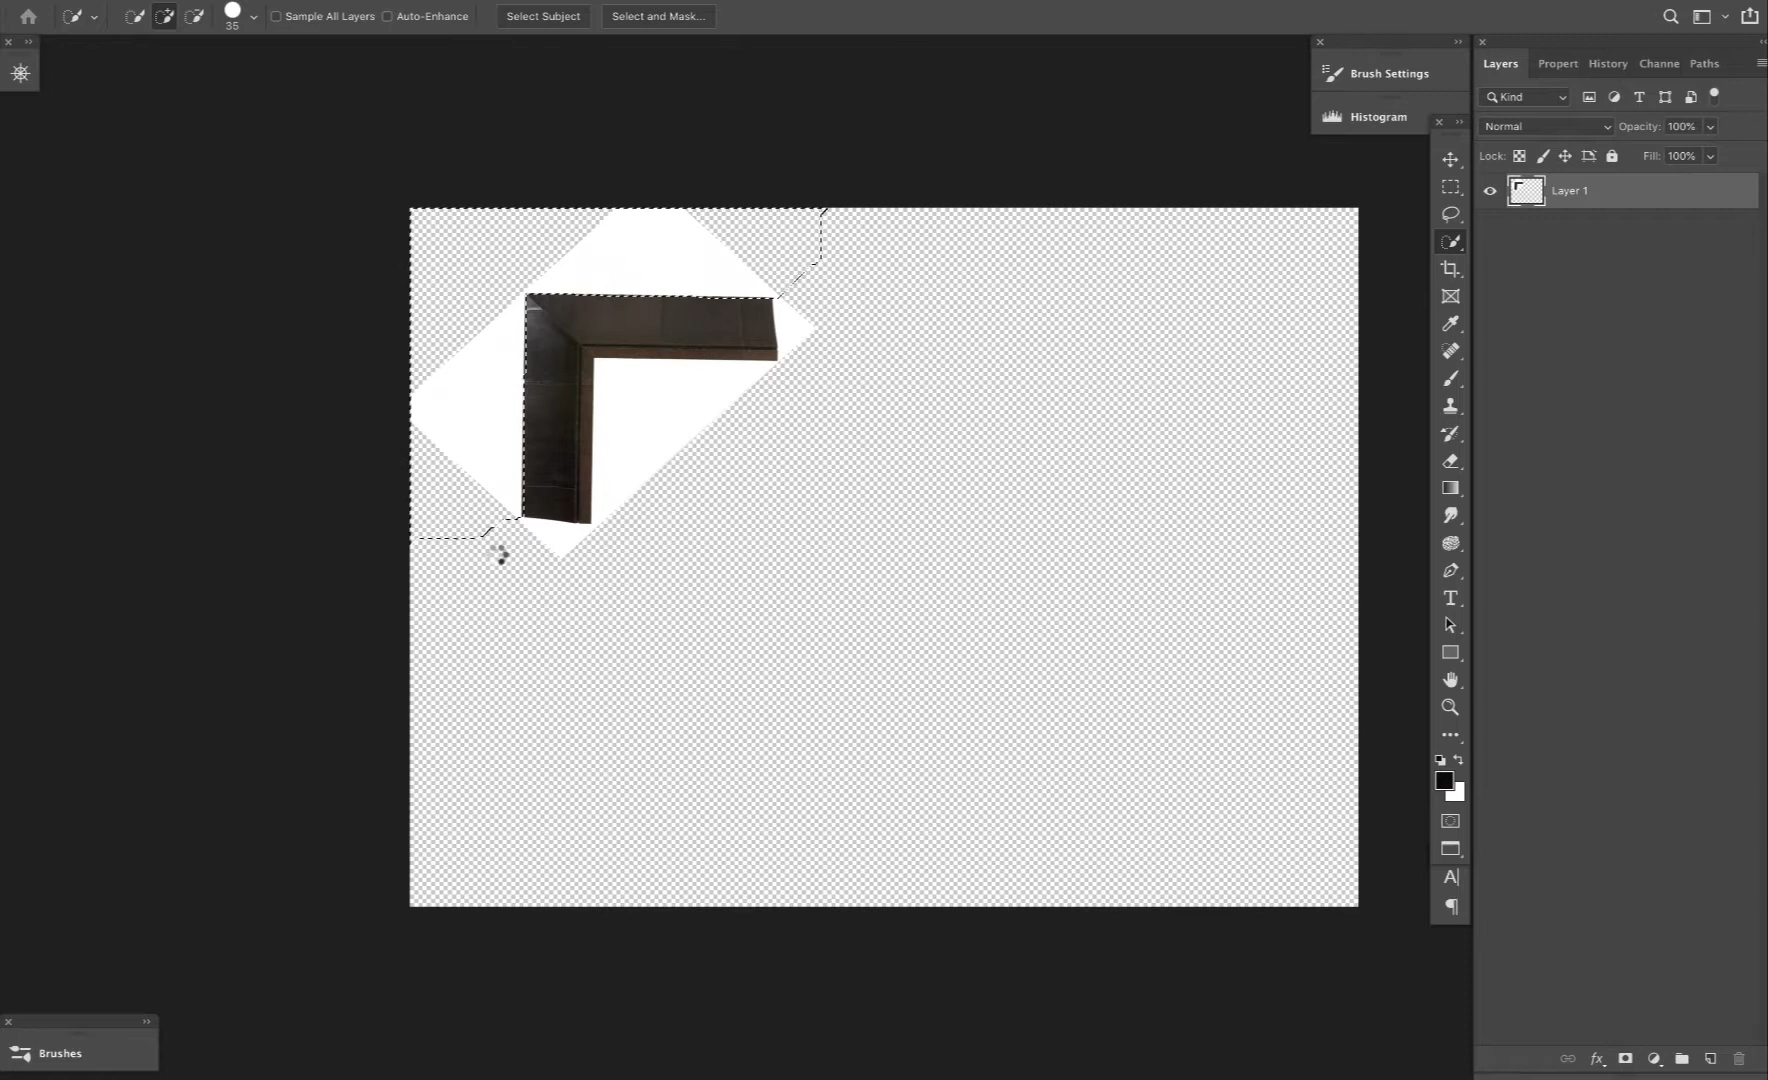 35
Sample All Layers
Auto-Enhance
Select Subject
Select and Mask...
Brush Settings
Histogram
Layers
Propert
History
Channe
Paths
Kind
Normal
Opacity: 100%
Lock:
Fill: 100%
Layer 1
Brushes